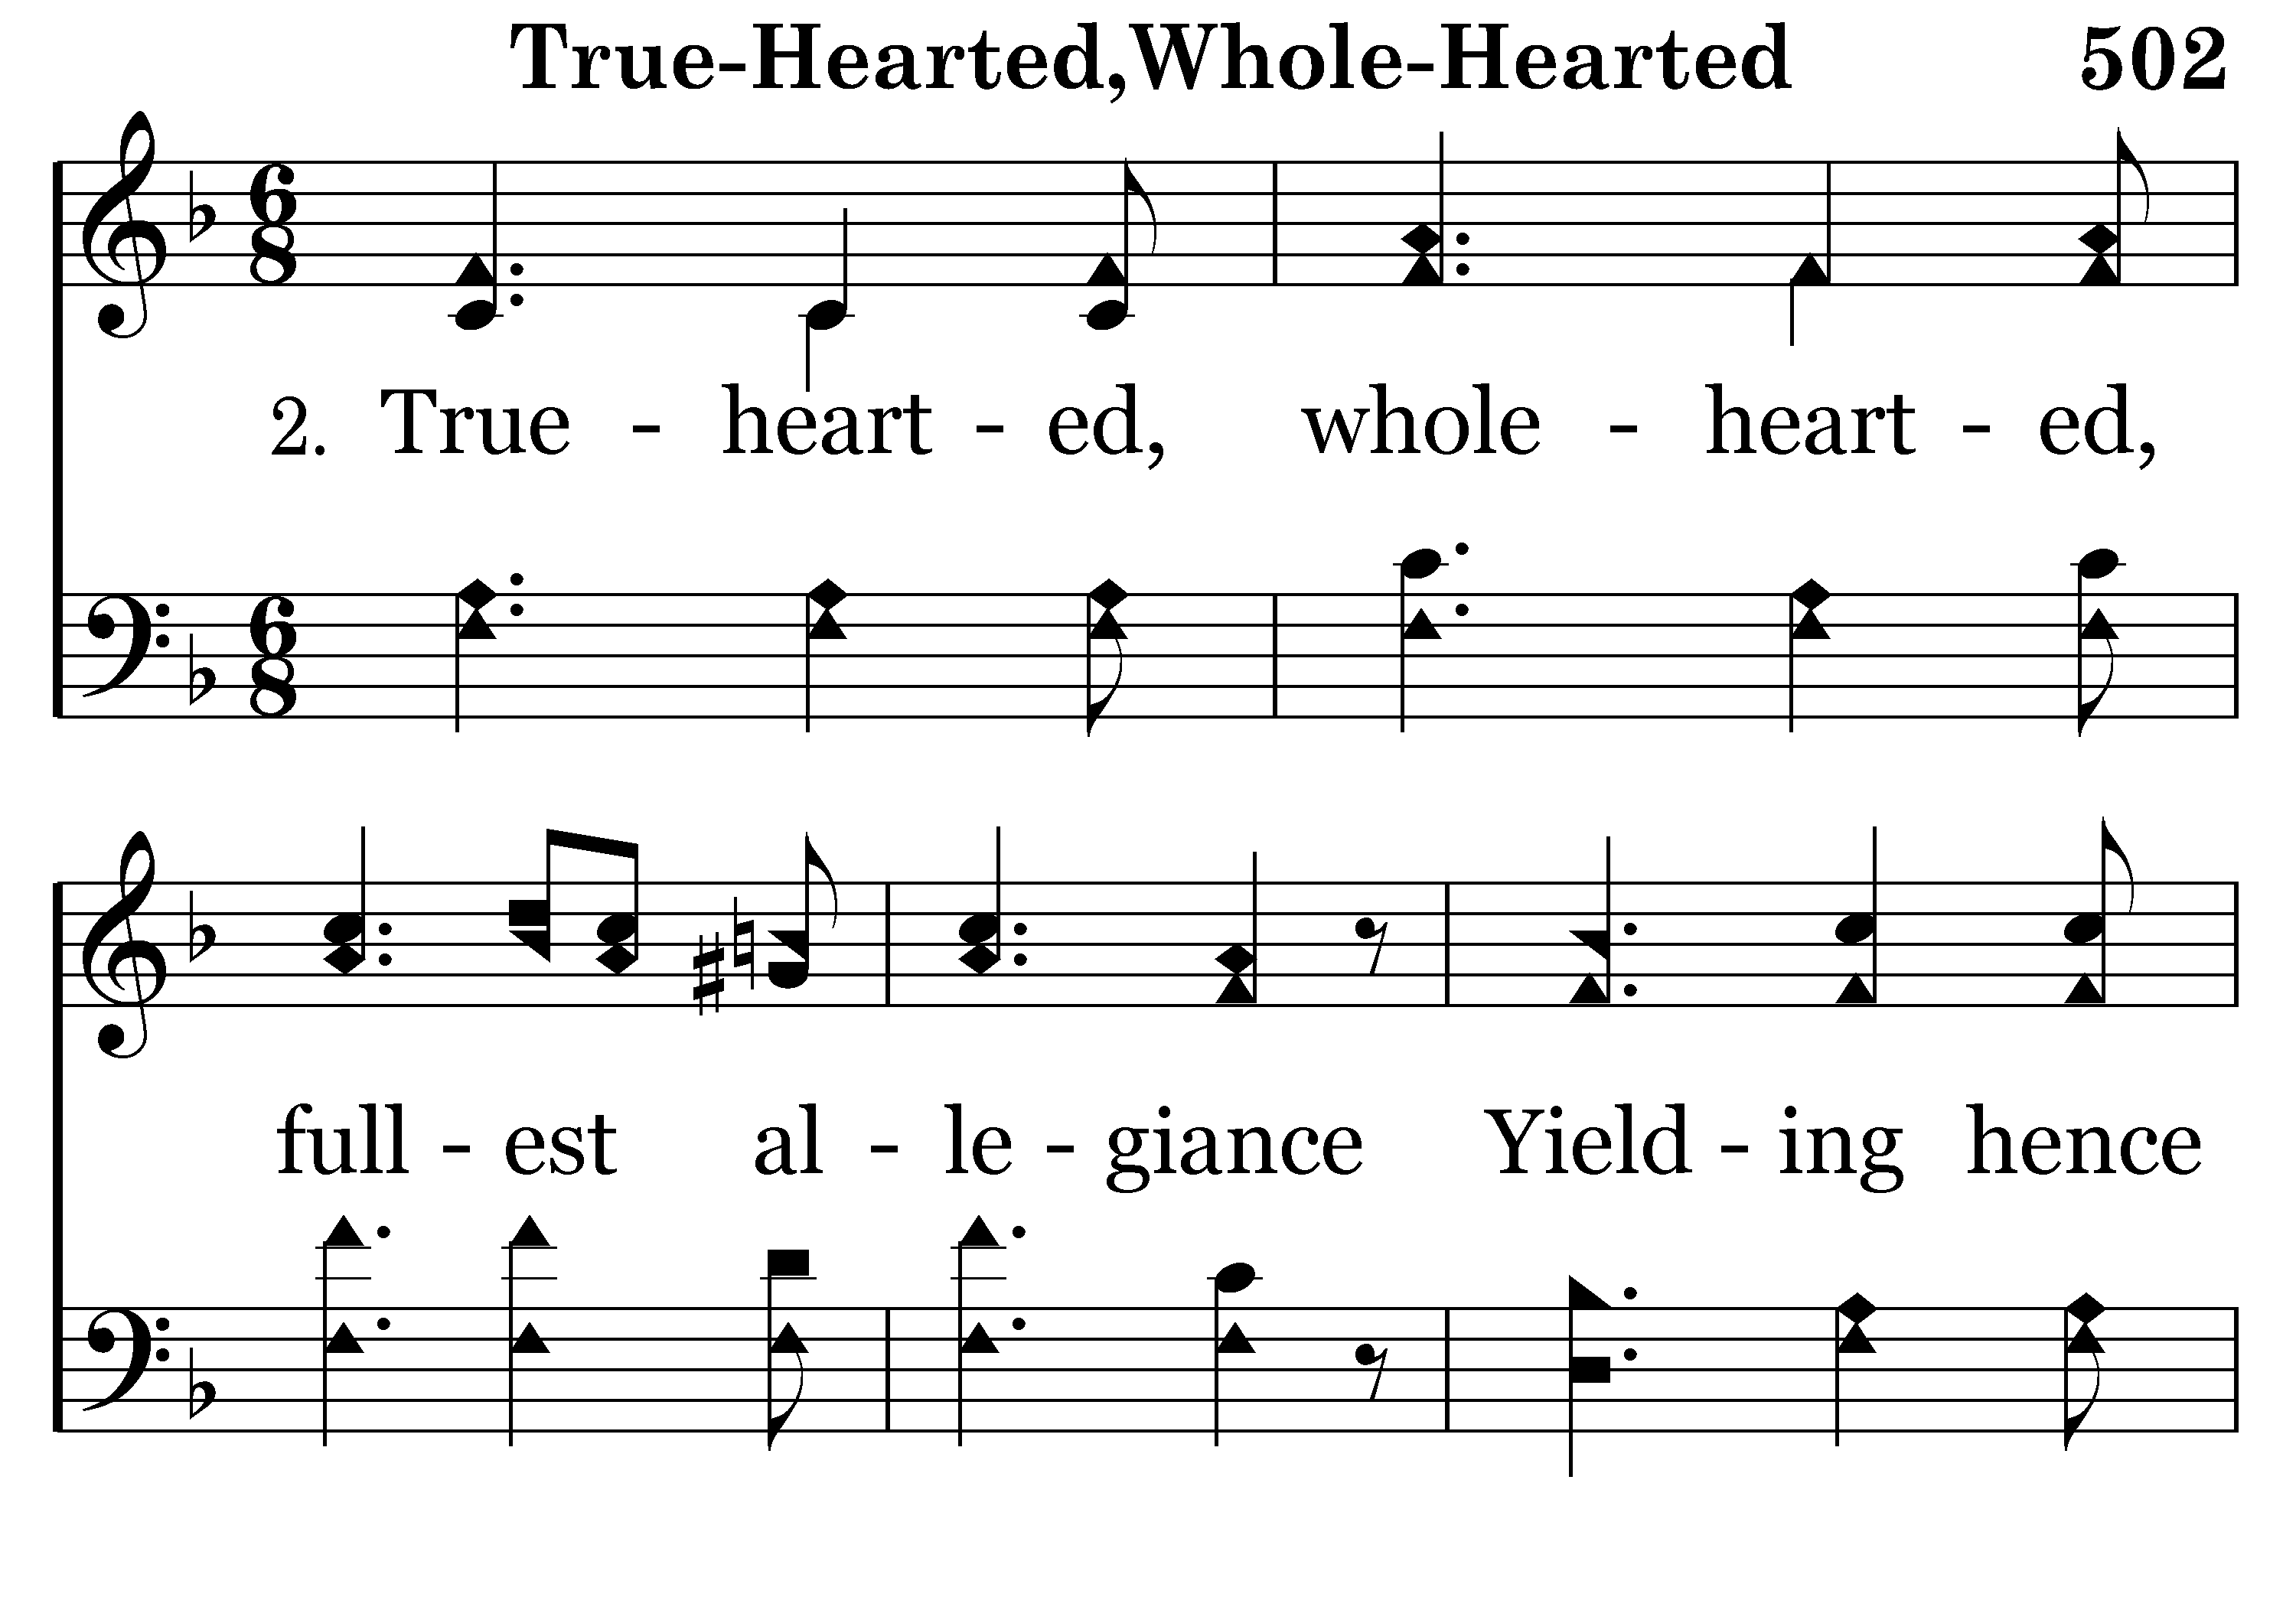 True-Hearted,Whole-Hearted 502
2. True - heart - ed, whole - heart - ed,
full - est al - le - giance Yield - ing hence